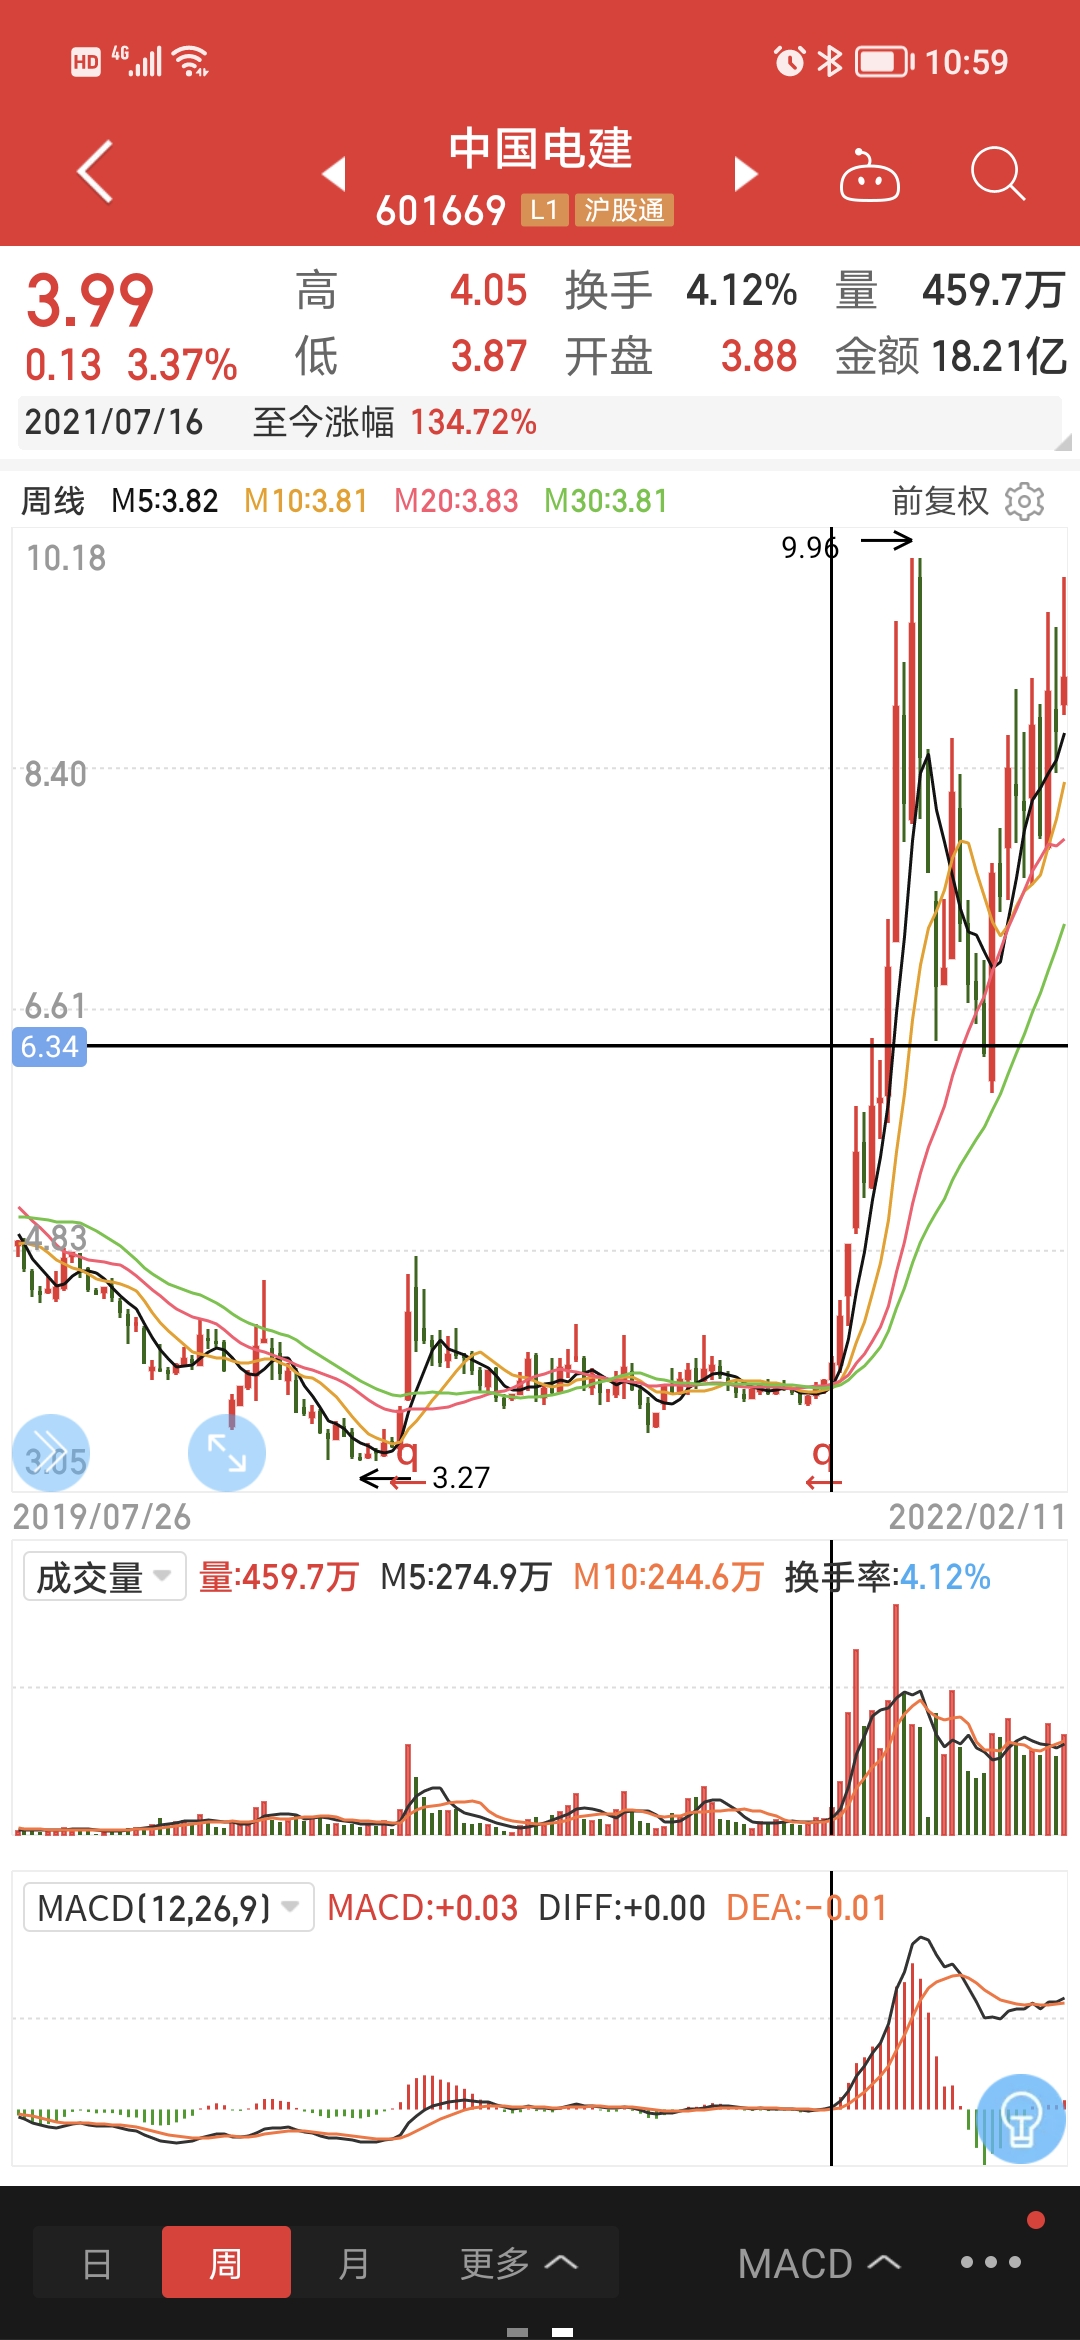 HD 4G 10:59
中国电建
601669 L1 沪股通
3.99 高 4.05 换手 4.12% 量 459.7万
0.13 3.37% 低 3.87 开盘 3.88 金额 18.21亿
2021/07/16 至今涨幅 134.72%
周线 M5:3.82 M10:3.81 M20:3.83 M30:3.81 前复权
9.96
10.18
8.40
6.61
6.34
4.83
3.05
q q
3.27
2019/07/26 2022/02/11
成交量 量:459.7万 M5:274.9万 M10:244.6万 换手率:4.12%
MACD(12,26,9) MACD:+0.03 DIFF:+0.00 DEA:-0.01
日 周 月 更多 MACD